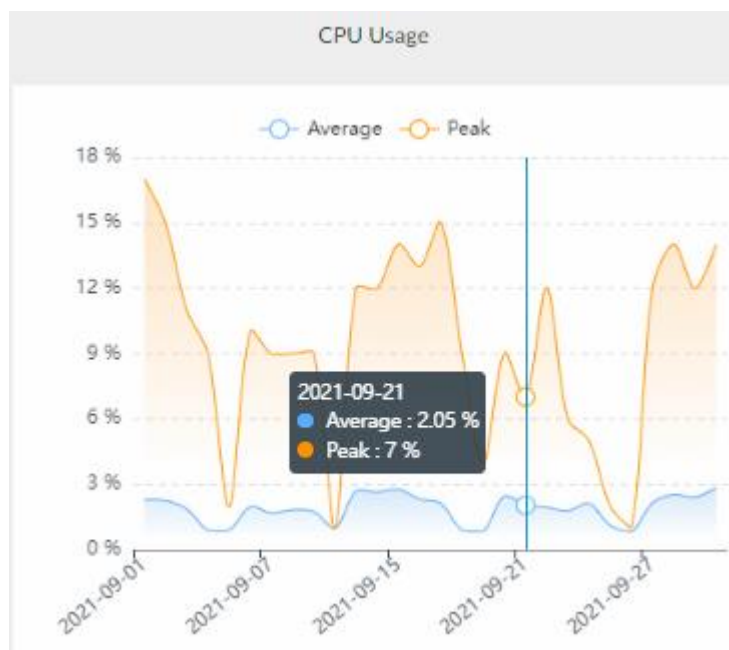 CPU Usage
Average Peak
18 %
15 %
12 %
9 %
6 %
3 %
0 %
2021-09-21
Average : 2.05 %
Peak : 7 %
2021-09-01 2021-09-07 2021-09-15 2021-09-21 2021-09-27